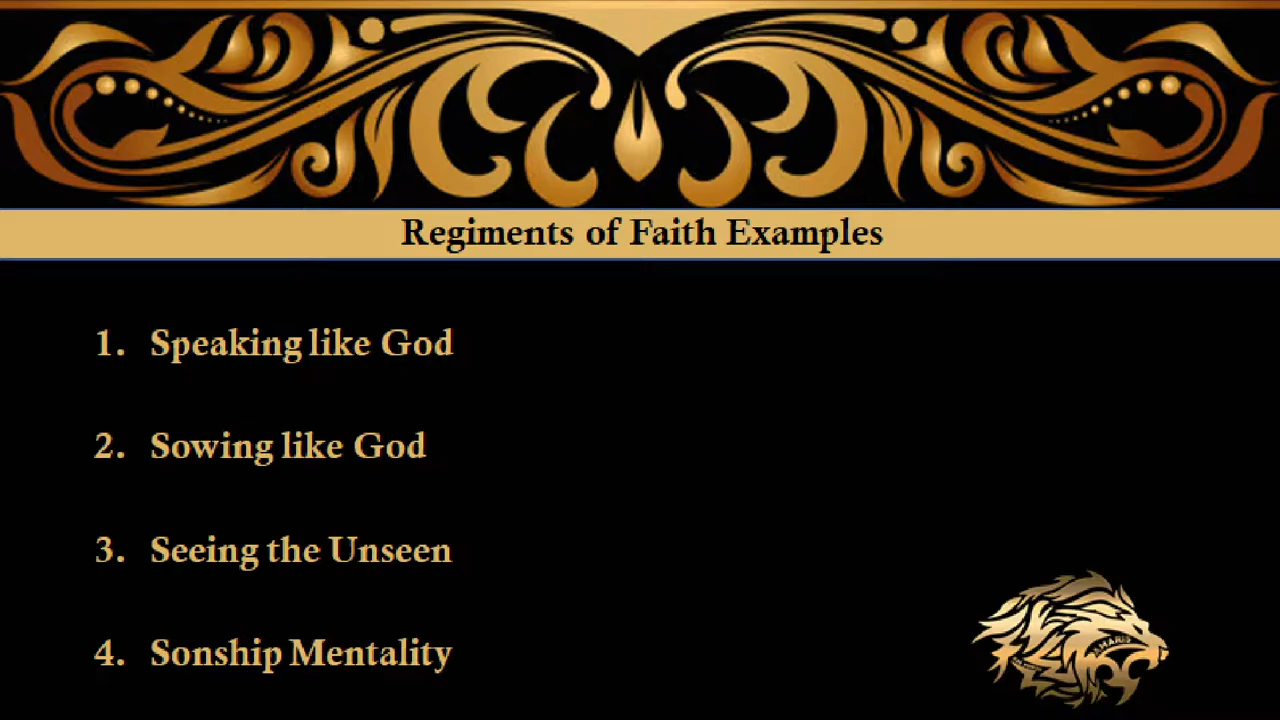 Regiments of Faith Examples
1. Speaking like God
2. Sowing like God
3. Seeing the Unseen
4. Sonship Mentality